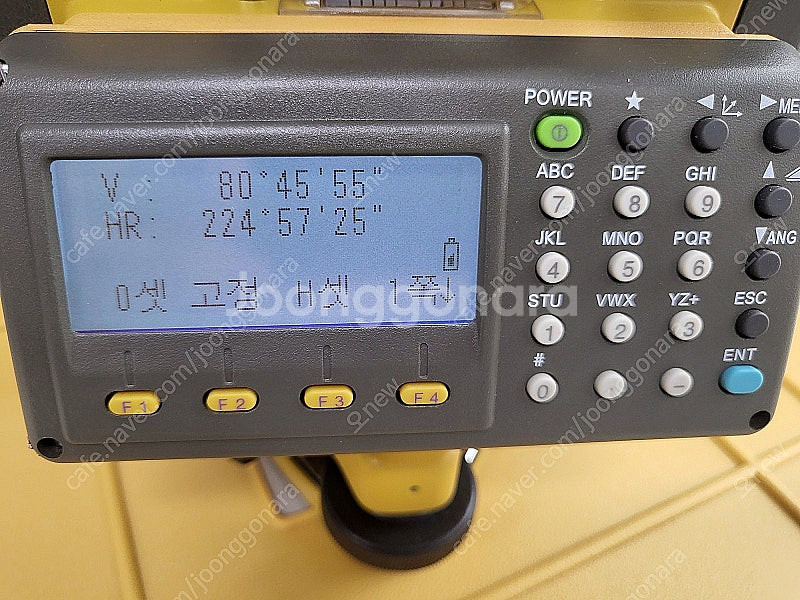 V : 80°45'55"
HR: 224°57'25"
0셋 고정 H셋 1쪽↓
F1 F2 F3 F4
POWER ★
ABC DEF GHI
7 8 9
JKL MNO PQR ANG
4 5 6
STU VWX YZ+ ESC
1 2 3
# ENT
0 . -
joonggonara
cafe.naver.com/joonggonara